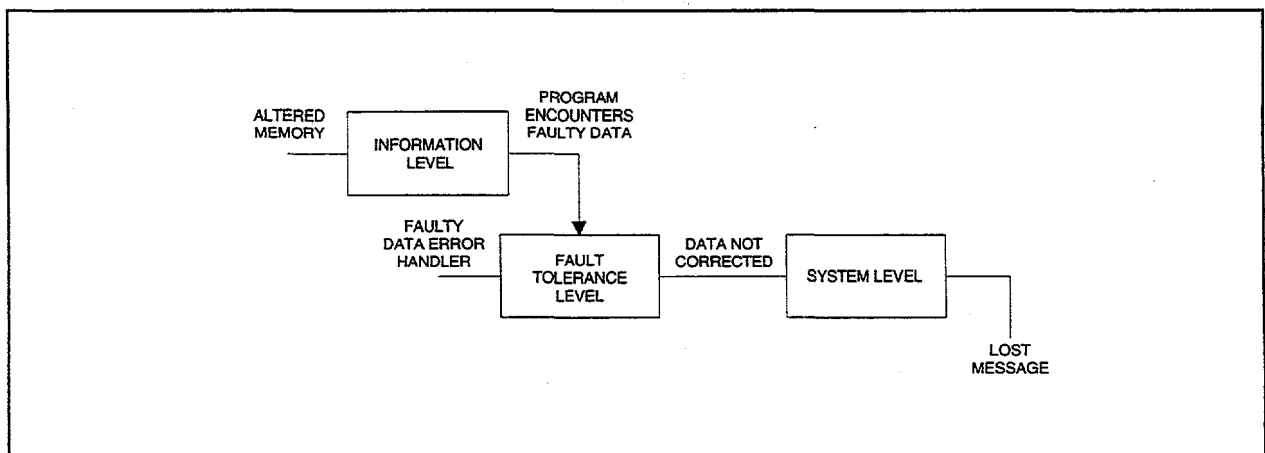 ALTERED
MEMORY
INFORMATION
LEVEL
PROGRAM
ENCOUNTERS
FAULTY DATA
FAULTY
DATA ERROR
HANDLER
FAULT
TOLERANCE
LEVEL
DATA NOT
CORRECTED
SYSTEM LEVEL
LOST
MESSAGE